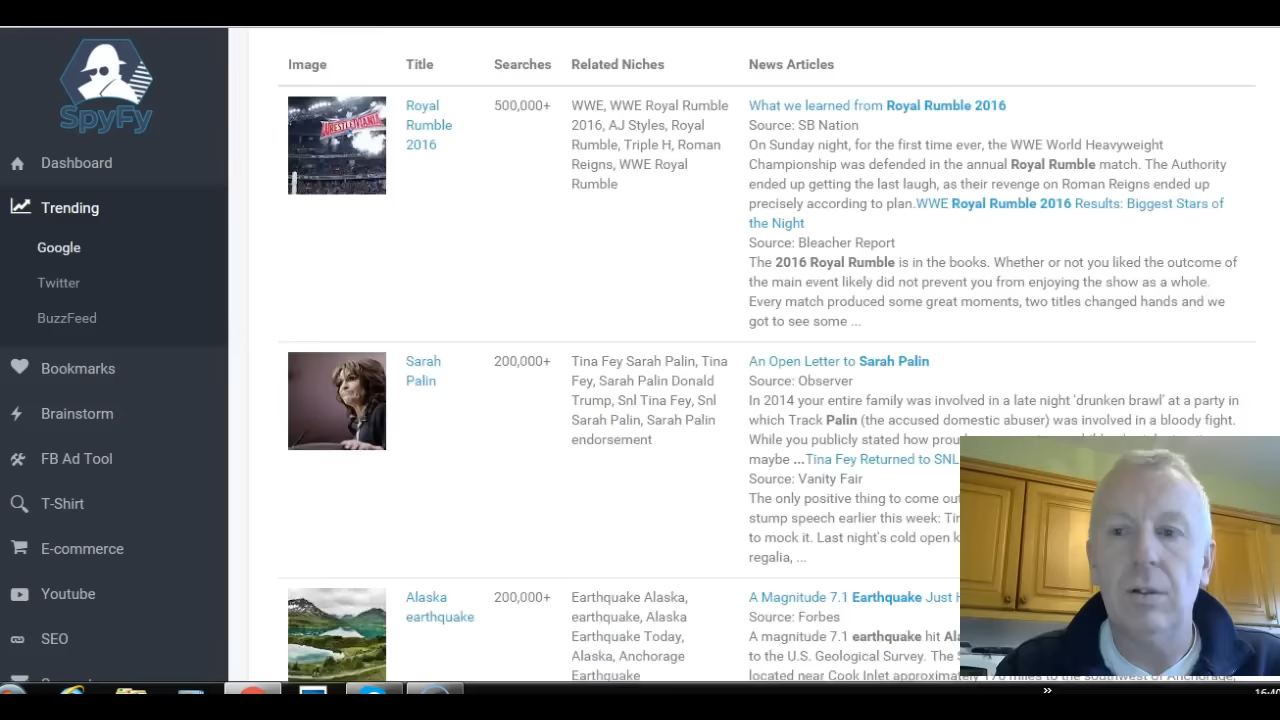 SpyFy
Dashboard
Trending
Google
Twitter
BuzzFeed
Bookmarks
Brainstorm
FB Ad Tool
T-Shirt
E-commerce
Youtube
SEO
Image Title Searches Related Niches News Articles
Royal
Rumble
2016
500,000+
WWE, WWE Royal Rumble
2016, AJ Styles, Royal
Rumble, Triple H, Roman
Reigns, WWE Royal
Rumble
What we learned from Royal Rumble 2016
Source: SB Nation
On Sunday night, for the first time ever, the WWE World Heavyweight
Championship was defended in the annual Royal Rumble match. The Authority
ended up getting the last laugh, as their revenge on Roman Reigns ended up
precisely according to plan.WWE Royal Rumble 2016 Results: Biggest Stars of
the Night
Source: Bleacher Report
The 2016 Royal Rumble is in the books. Whether or not you liked the outcome of
the main event likely did not prevent you from enjoying the show as a whole.
Every match produced some great moments, two titles changed hands and we
got to see some ...
WRESTLEMANIA
Sarah
Palin
200,000+
Tina Fey Sarah Palin, Tina
Fey, Sarah Palin Donald
Trump, Snl Tina Fey, Snl
Sarah Palin, Sarah Palin
endorsement
An Open Letter to Sarah Palin
Source: Observer
In 2014 your entire family was involved in a late night 'drunken brawl' at a party in
which Track Palin (the accused domestic abuser) was involved in a bloody fight.
While you publicly stated how
maybe ...Tina Fey Returned to SNL
Source: Vanity Fair
The only positive thing to come
stump speech earlier this week:
to mock it. Last night's cold open
regalia, ...
Alaska
earthquake
200,000+
Earthquake Alaska,
earthquake, Alaska
Earthquake Today,
Alaska, Anchorage
Earthquake
A Magnitude 7.1 Earthquake Just
Source: Forbes
A magnitude 7.1 earthquake hit
to the U.S. Geological Survey. The
located near Cook Inlet approximately 170 miles to the southwest of Anchorage,